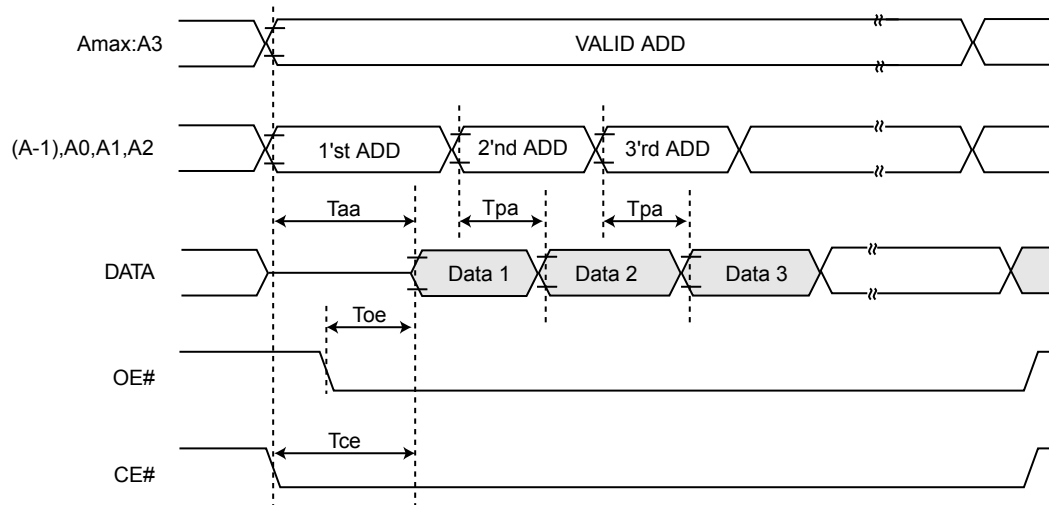 Amax:A3
VALID ADD
(A-1),A0,A1,A2
1'st ADD
2'nd ADD
3'rd ADD
Taa
Tpa
Tpa
DATA
Data 1
Data 2
Data 3
Toe
OE#
Tce
CE#